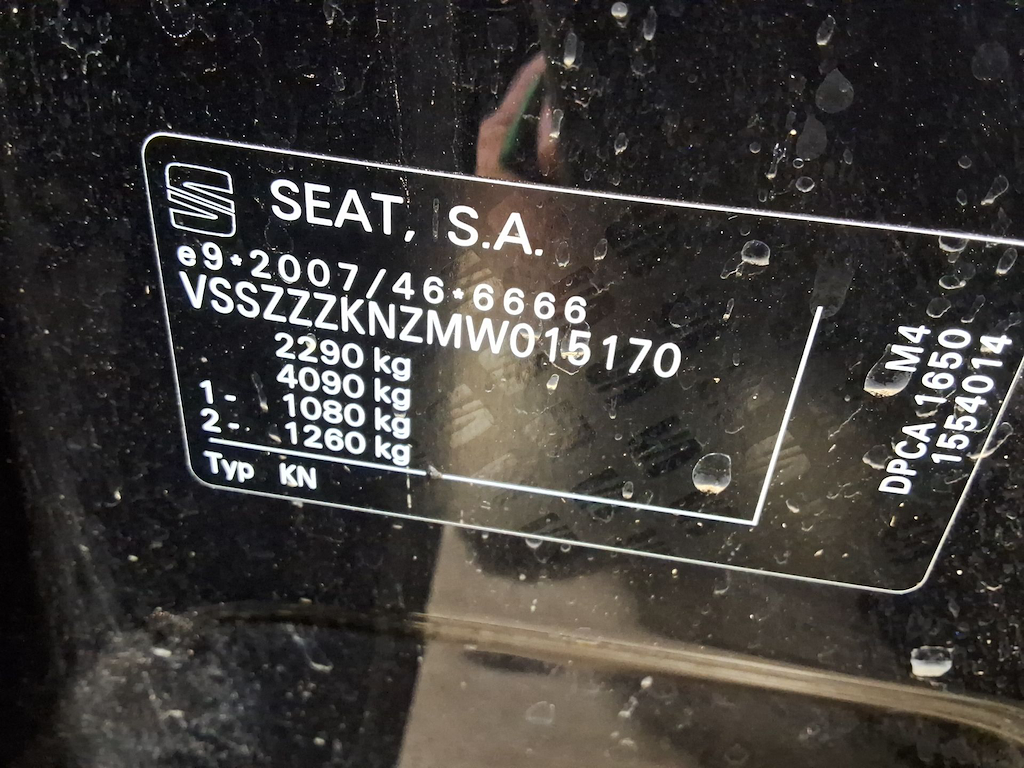 SEAT, S.A.
e9*2007/46*6666
VSSZZZKNZMW015170
2290 kg
4090 kg
1- 1080 kg
2- 1260 kg
Typ KN
M4
DPCA 1650
1554014